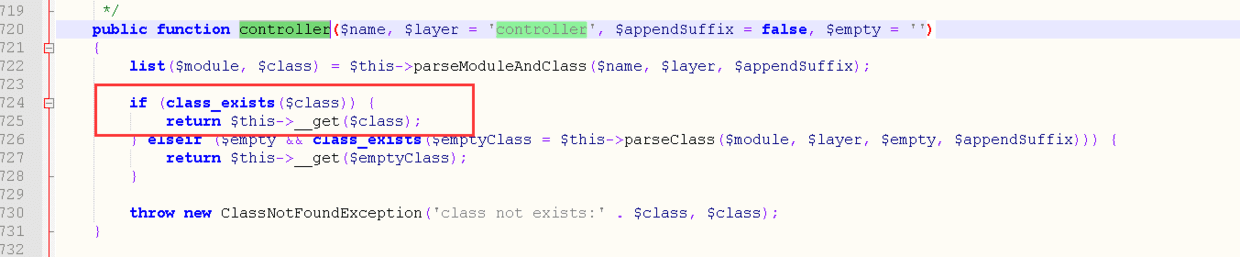 719 */
720 public function controller($name, $layer = 'controller', $appendSuffix = false, $empty = '')
721 {
722 list($module, $class) = $this->parseModuleAndClass($name, $layer, $appendSuffix);
723
724 if (class_exists($class)) {
725 return $this->__get($class);
726 } elseif ($empty && class_exists($emptyClass = $this->parseClass($module, $layer, $empty, $appendSuffix))) {
727 return $this->__get($emptyClass);
728 }
729
730 throw new ClassNotFoundException('class not exists:' . $class, $class);
731 }
732